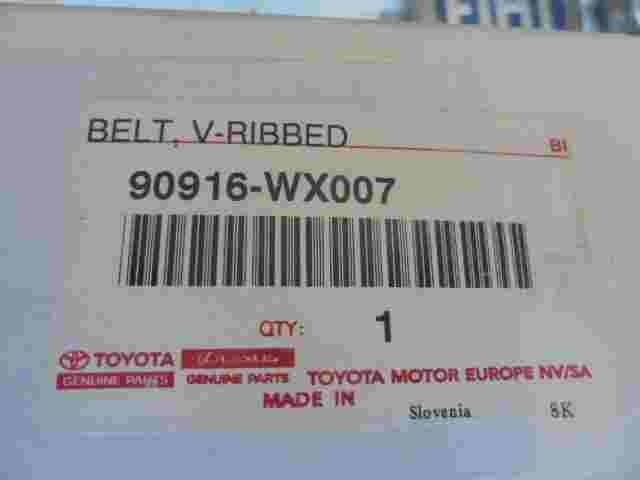 BELT, V-RIBBED
BI
90916-WX007
QTY: 1
TOYOTA
GENUINE PARTS GENUINE PARTS TOYOTA MOTOR EUROPE NV/SA
MADE IN Slovenia 8K